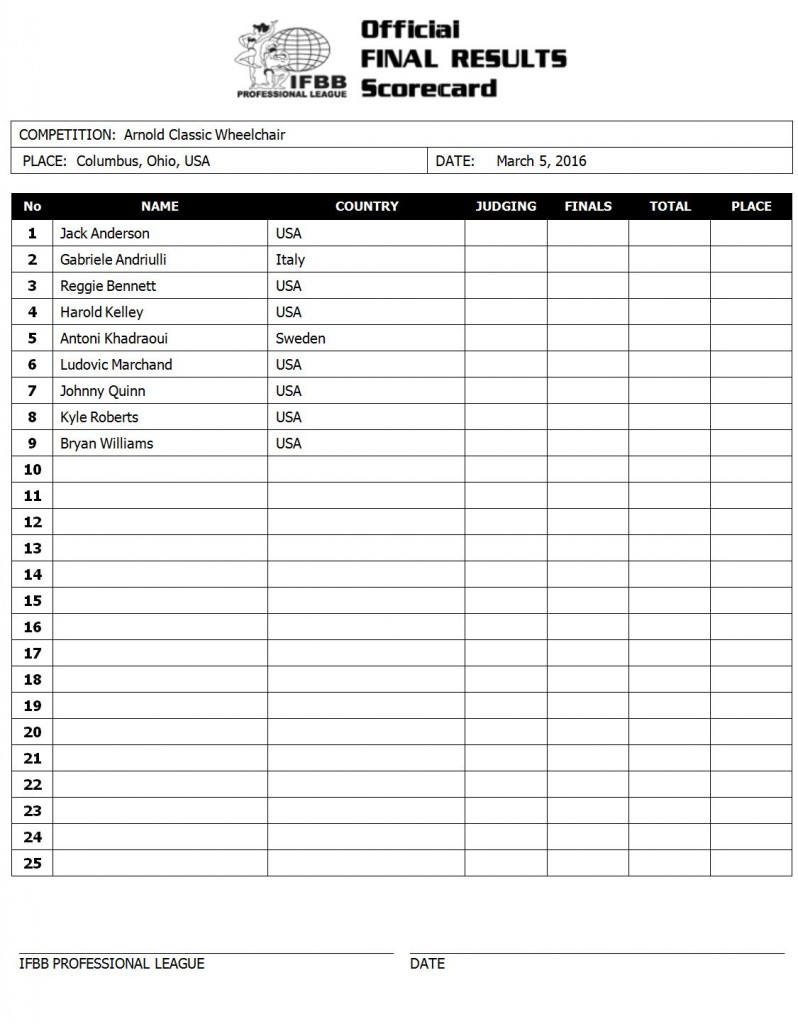 IFBB
PROFESSIONAL LEAGUE
Official
FINAL RESULTS
Scorecard
COMPETITION: Arnold Classic Wheelchair
PLACE: Columbus, Ohio, USA DATE: March 5, 2016
No NAME COUNTRY JUDGING FINALS TOTAL PLACE
1 Jack Anderson USA
2 Gabriele Andriulli Italy
3 Reggie Bennett USA
4 Harold Kelley USA
5 Antoni Khadraoui Sweden
6 Ludovic Marchand USA
7 Johnny Quinn USA
8 Kyle Roberts USA
9 Bryan Williams USA
10
11
12
13
14
15
16
17
18
19
20
21
22
23
24
25
IFBB PROFESSIONAL LEAGUE DATE